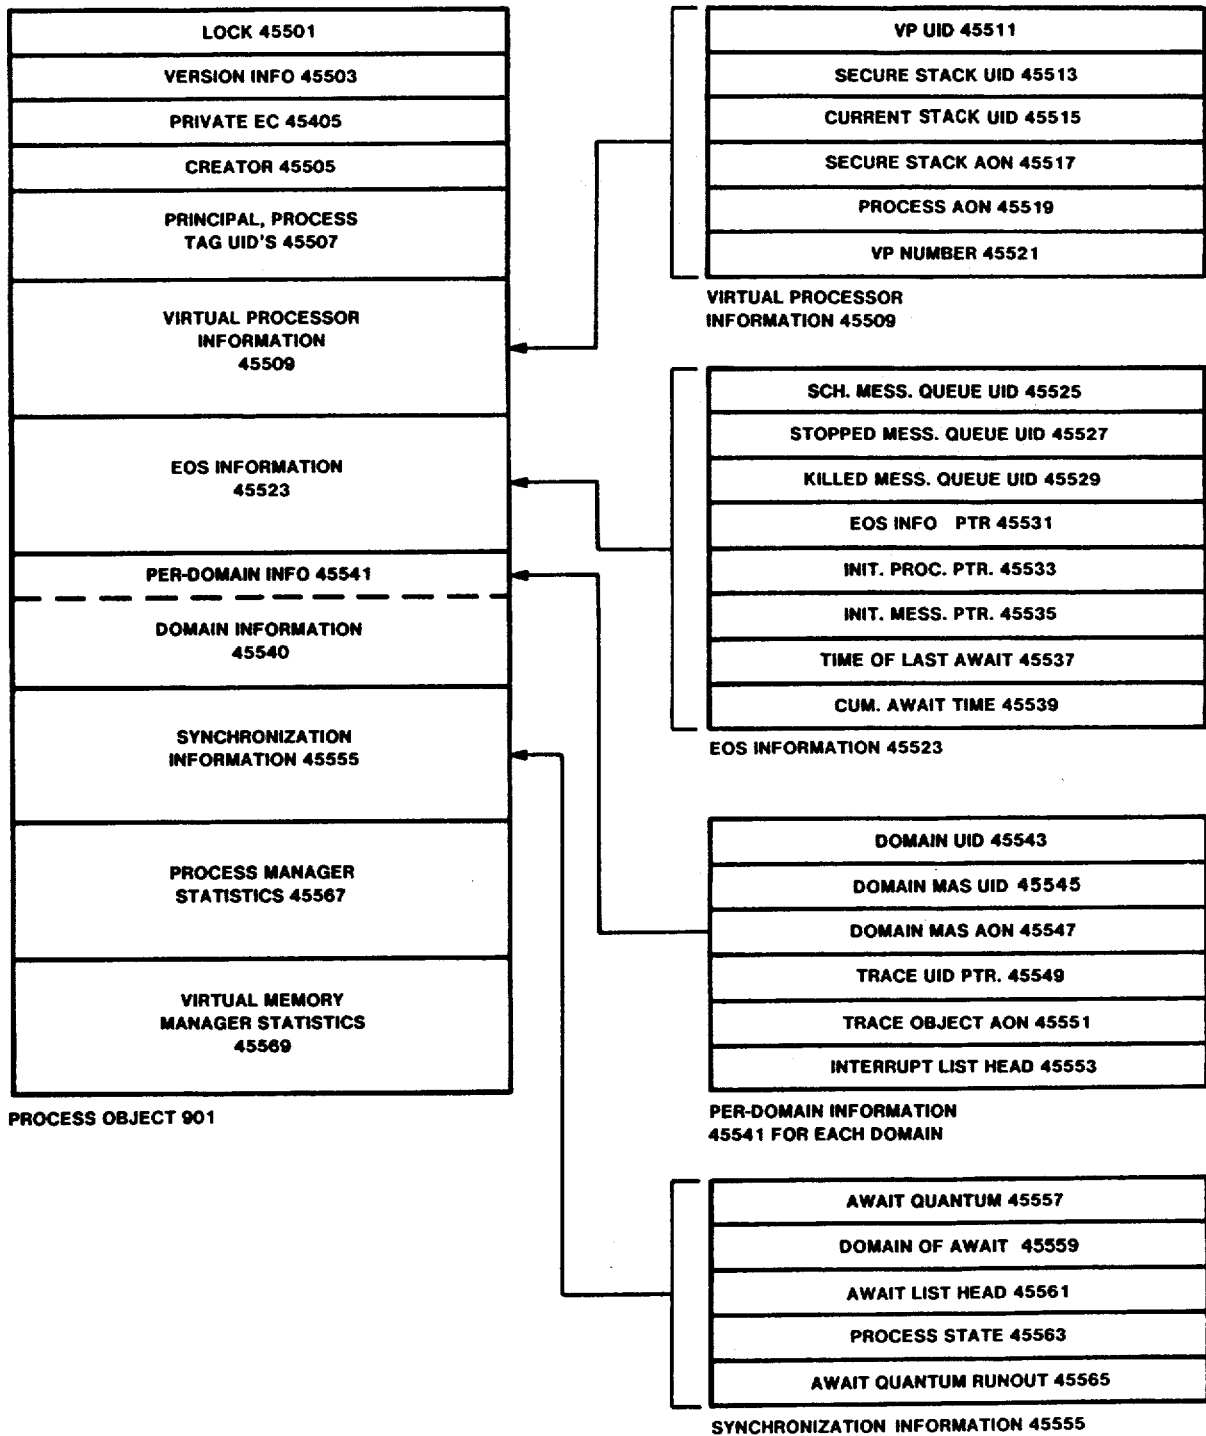 LOCK 45501
VERSION INFO 45503
PRIVATE EC 45405
CREATOR 45505
PRINCIPAL, PROCESS
TAG UID'S 45507
VIRTUAL PROCESSOR
INFORMATION
45509
EOS INFORMATION
45523
PER-DOMAIN INFO 45541
DOMAIN INFORMATION
45540
SYNCHRONIZATION
INFORMATION 45555
PROCESS MANAGER
STATISTICS 45567
VIRTUAL MEMORY
MANAGER STATISTICS
45569
PROCESS OBJECT 901
VP UID 45511
SECURE STACK UID 45513
CURRENT STACK UID 45515
SECURE STACK AON 45517
PROCESS AON 45519
VP NUMBER 45521
VIRTUAL PROCESSOR
INFORMATION 45509
SCH. MESS. QUEUE UID 45525
STOPPED MESS. QUEUE UID 45527
KILLED MESS. QUEUE UID 45529
EOS INFO PTR 45531
INIT. PROC. PTR. 45533
INIT. MESS. PTR. 45535
TIME OF LAST AWAIT 45537
CUM. AWAIT TIME 45539
EOS INFORMATION 45523
DOMAIN UID 45543
DOMAIN MAS UID 45545
DOMAIN MAS AON 45547
TRACE UID PTR. 45549
TRACE OBJECT AON 45551
INTERRUPT LIST HEAD 45553
PER-DOMAIN INFORMATION
45541 FOR EACH DOMAIN
AWAIT QUANTUM 45557
DOMAIN OF AWAIT 45559
AWAIT LIST HEAD 45561
PROCESS STATE 45563
AWAIT QUANTUM RUNOUT 45565
SYNCHRONIZATION INFORMATION 45555